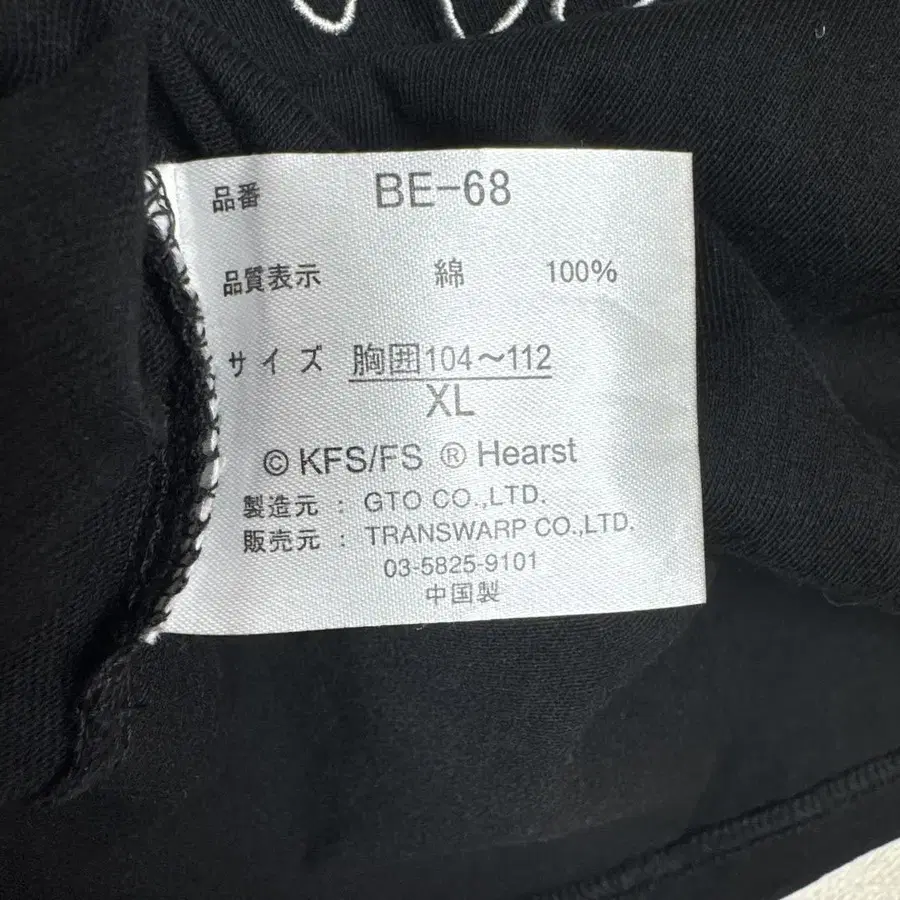 品番 BE-68
品質表示 綿 100%
サイズ 胸囲104～112
XL
© KFS/FS ® Hearst
製造元 : GTO CO.,LTD.
販売元 : TRANSWARP CO.,LTD.
03-5825-9101
中国製